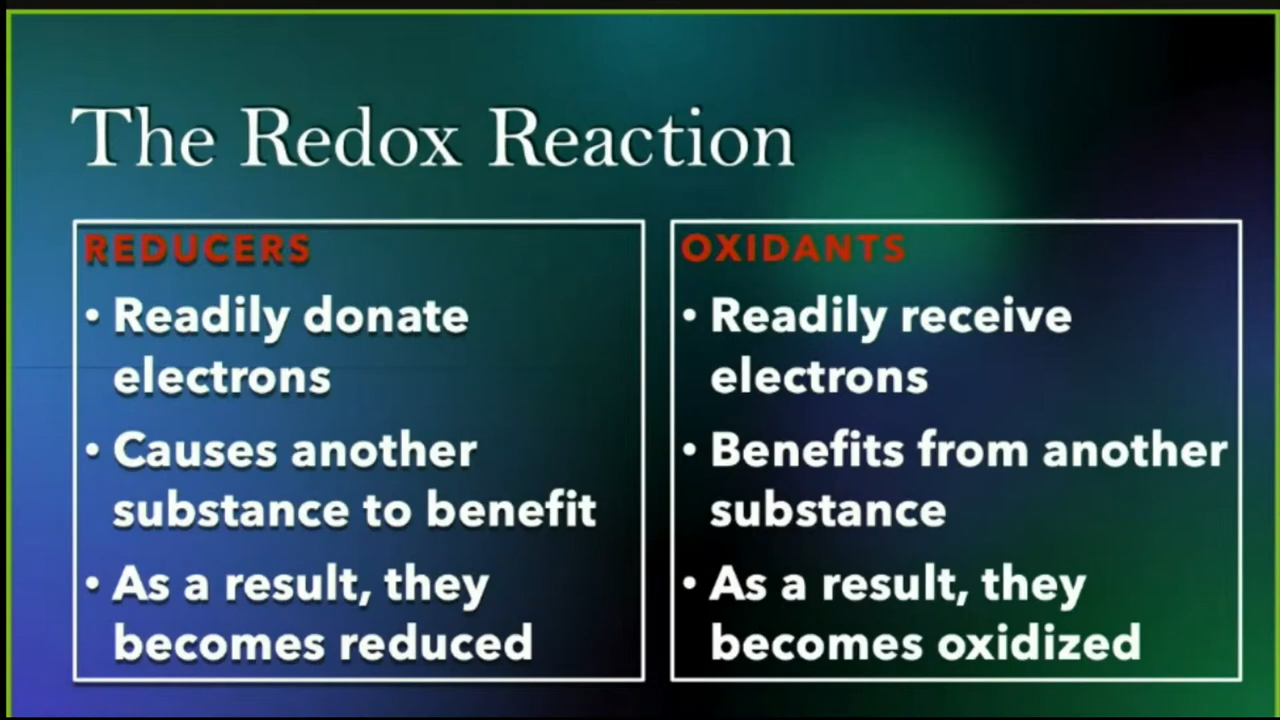 The Redox Reaction
REDUCERS
• Readily donate
electrons
• Causes another
substance to benefit
• As a result, they
becomes reduced
OXIDANTS
• Readily receive
electrons
• Benefits from another
substance
• As a result, they
becomes oxidized